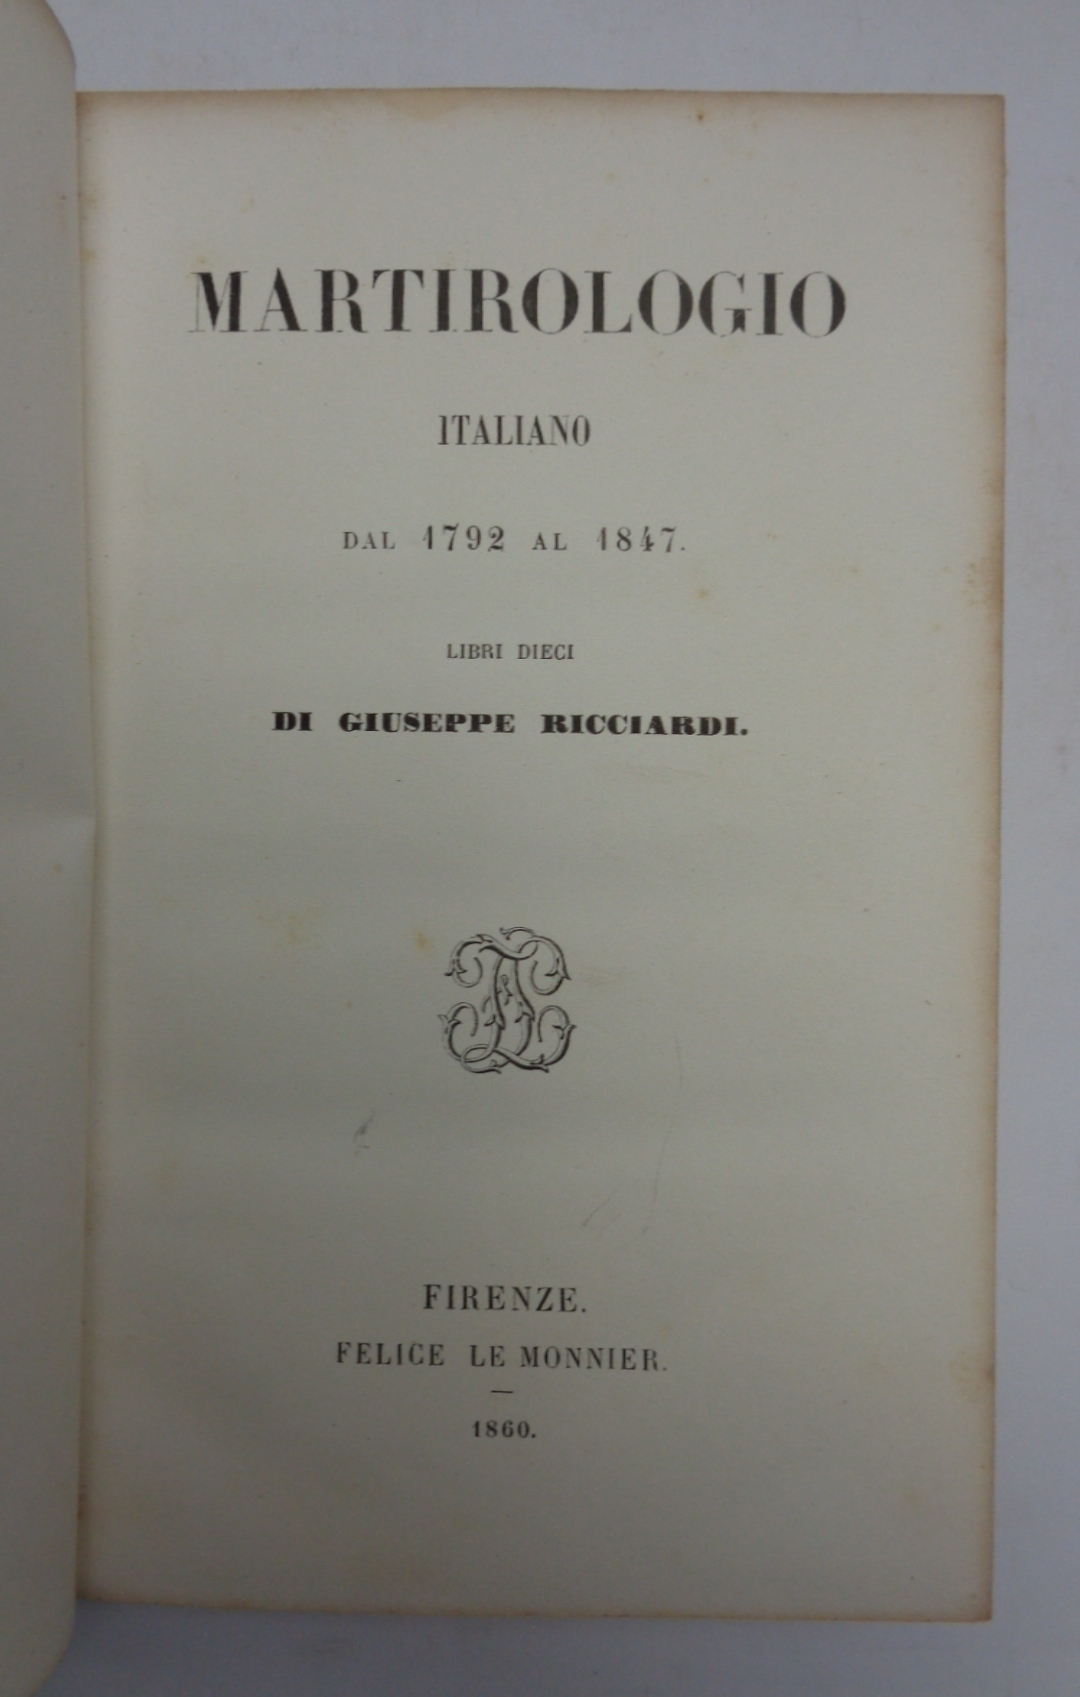 MARTIROLOGIO
ITALIANO
DAL 1792 AL 1847.
LIBRI DIECI
DI GIUSEPPE RICCIARDI.
FIRENZE.
FELICE LE MONNIER.
1860.